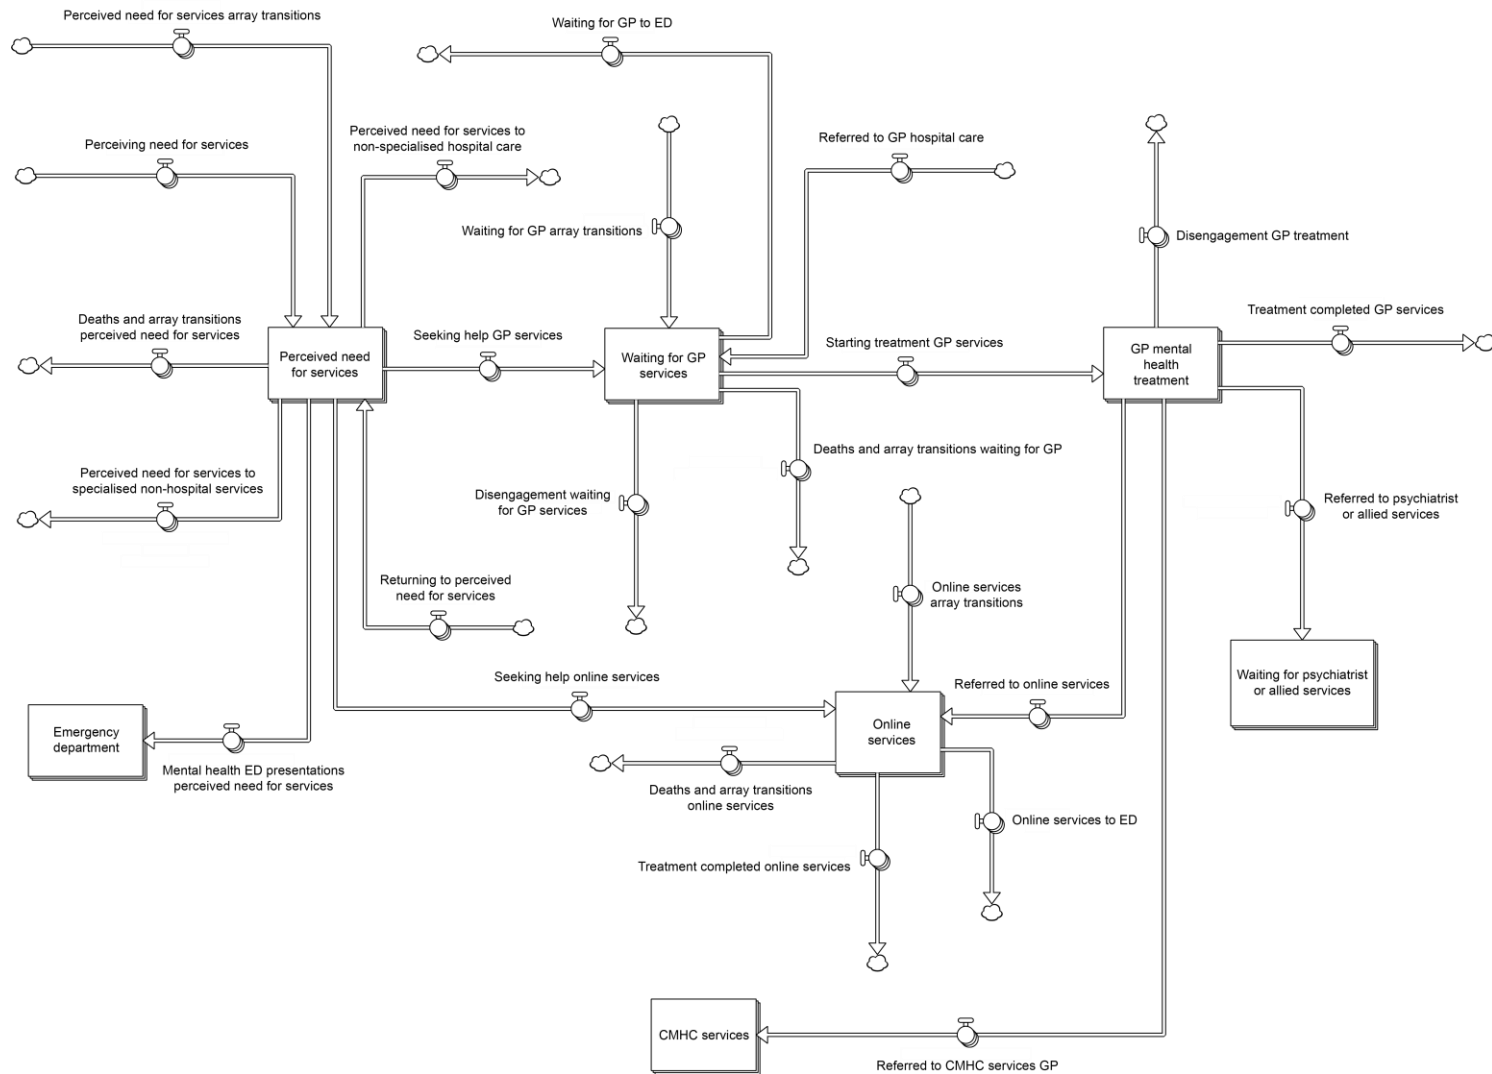 Perceived need for services array transitions
Waiting for GP to ED
Perceiving need for services
Perceived need for services to
non-specialised hospital care
Referred to GP hospital care
Waiting for GP array transitions
Disengagement GP treatment
Deaths and array transitions
perceived need for services
Perceived need
for services
Seeking help GP services
Waiting for GP
services
Starting treatment GP services
GP mental
health
treatment
Treatment completed GP services
Perceived need for services to
specialised non-hospital services
Disengagement waiting
for GP services
Deaths and array transitions waiting for GP
Referred to psychiatrist
or allied services
Returning to perceived
need for services
Online services
array transitions
Seeking help online services
Referred to online services
Waiting for psychiatrist
or allied services
Emergency
department
Online
services
Mental health ED presentations
perceived need for services
Deaths and array transitions
online services
Online services to ED
Treatment completed online services
CMHC services
Referred to CMHC services GP